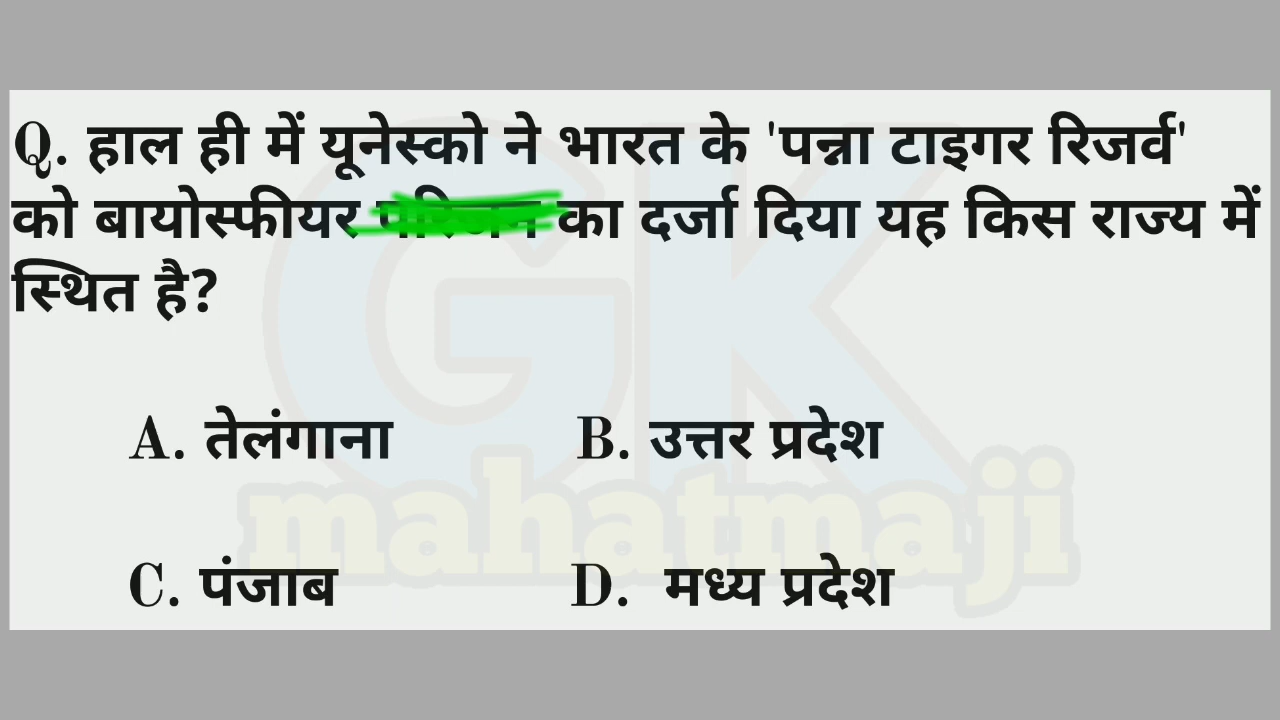 Q. हाल ही में यूनेस्को ने भारत के 'पन्ना टाइगर रिजर्व'
को बायोस्फीयर का दर्जा दिया यह किस राज्य में
स्थित है?
A. तेलंगाना B. उत्तर प्रदेश
C. पंजाब D. मध्य प्रदेश
GK
mahatmaji